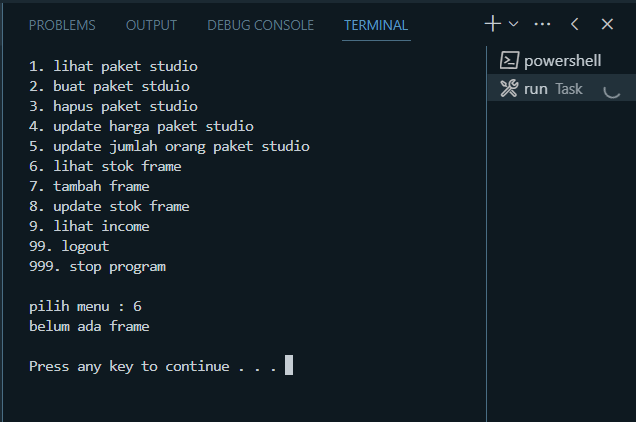 PROBLEMS OUTPUT DEBUG CONSOLE TERMINAL
1. lihat paket studio
2. buat paket stduio
3. hapus paket studio
4. update harga paket studio
5. update jumlah orang paket studio
6. lihat stok frame
7. tambah frame
8. update stok frame
9. lihat income
99. logout
999. stop program
pilih menu : 6
belum ada frame
Press any key to continue . . .
powershell
run Task